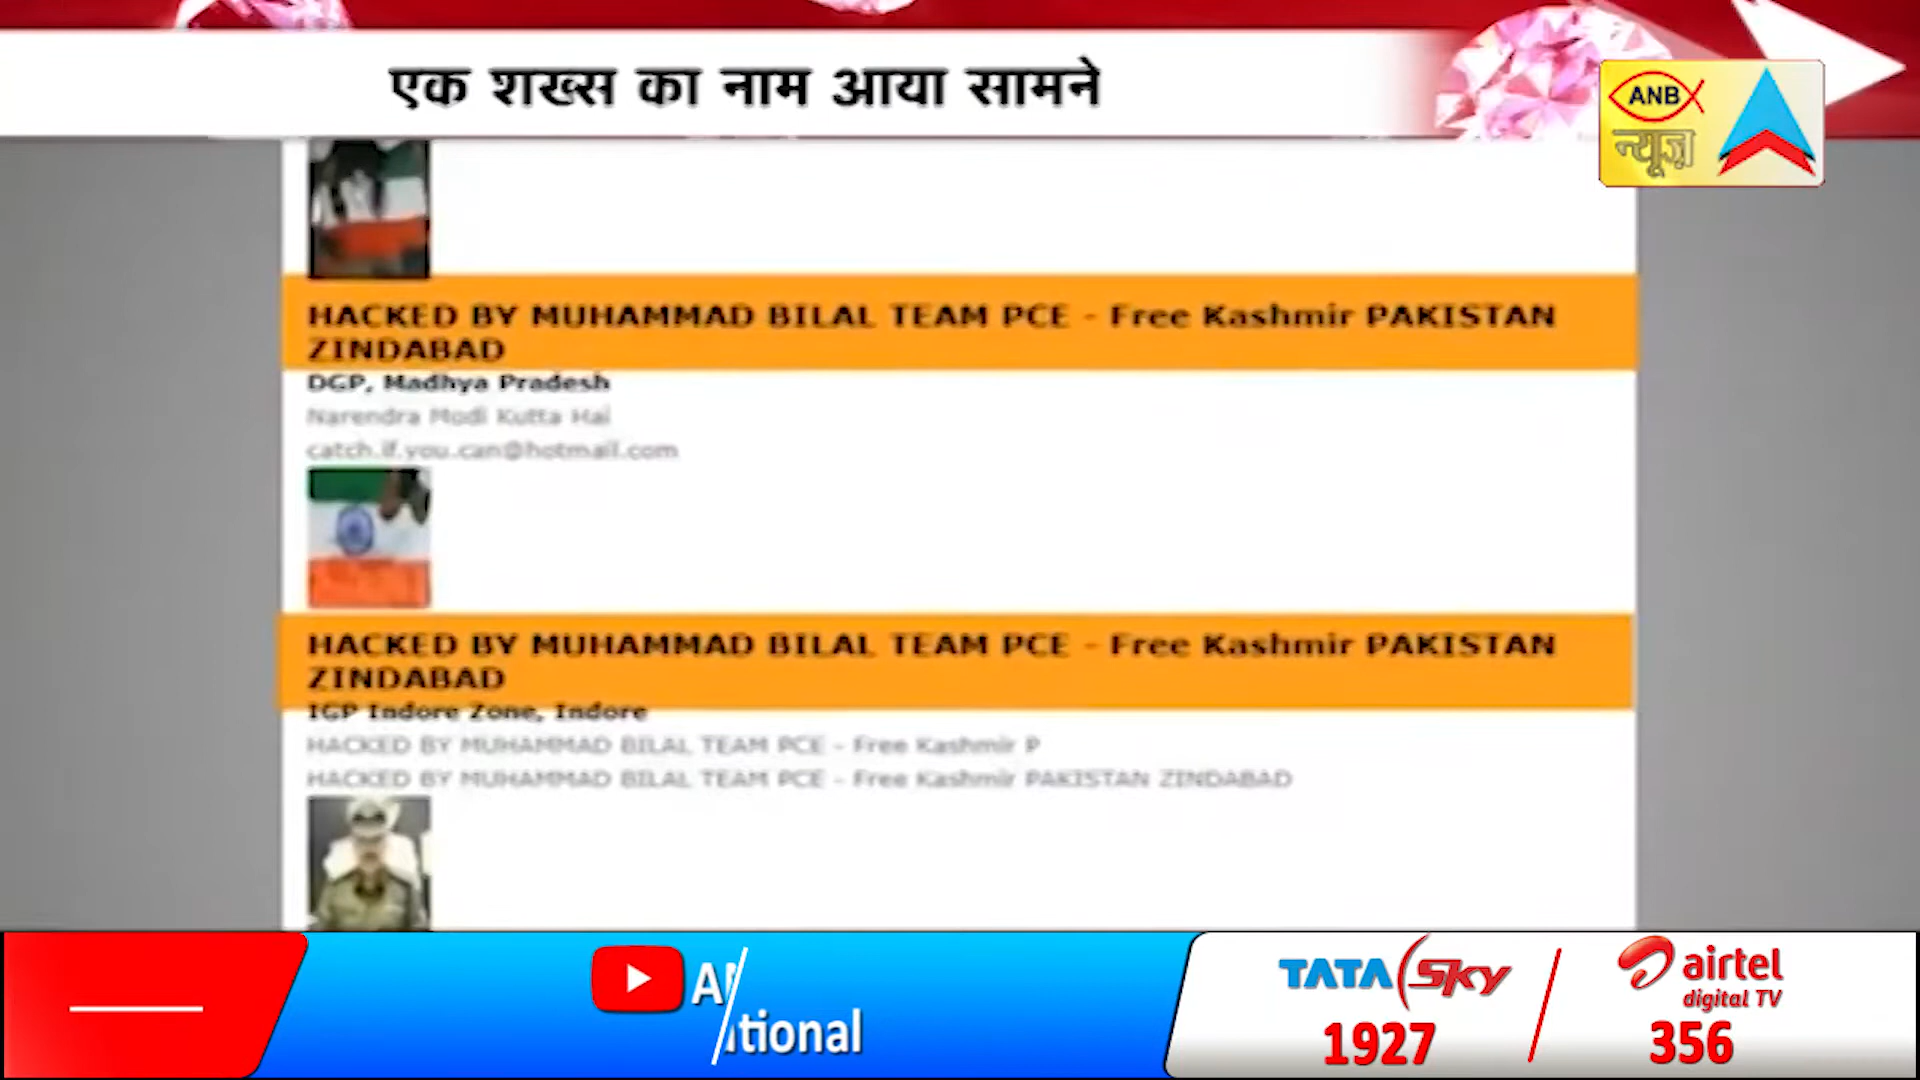 एक शख्स का नाम आया सामने
ANB
न्यूज़
HACKED BY MUHAMMAD BILAL TEAM PCE - Free Kashmir PAKISTAN
ZINDABAD
DGP, Madhya Pradesh
Narendra Modi Kutta Hai
catch.if.you.can@hotmail.com
HACKED BY MUHAMMAD BILAL TEAM PCE - Free Kashmir PAKISTAN
ZINDABAD
IGP Indore Zone, Indore
HACKED BY MUHAMMAD BILAL TEAM PCE - Free Kashmir P
HACKED BY MUHAMMAD BILAL TEAM PCE - Free Kashmir PAKISTAN ZINDABAD
tional
TATA Sky
1927
airtel
digital TV
356